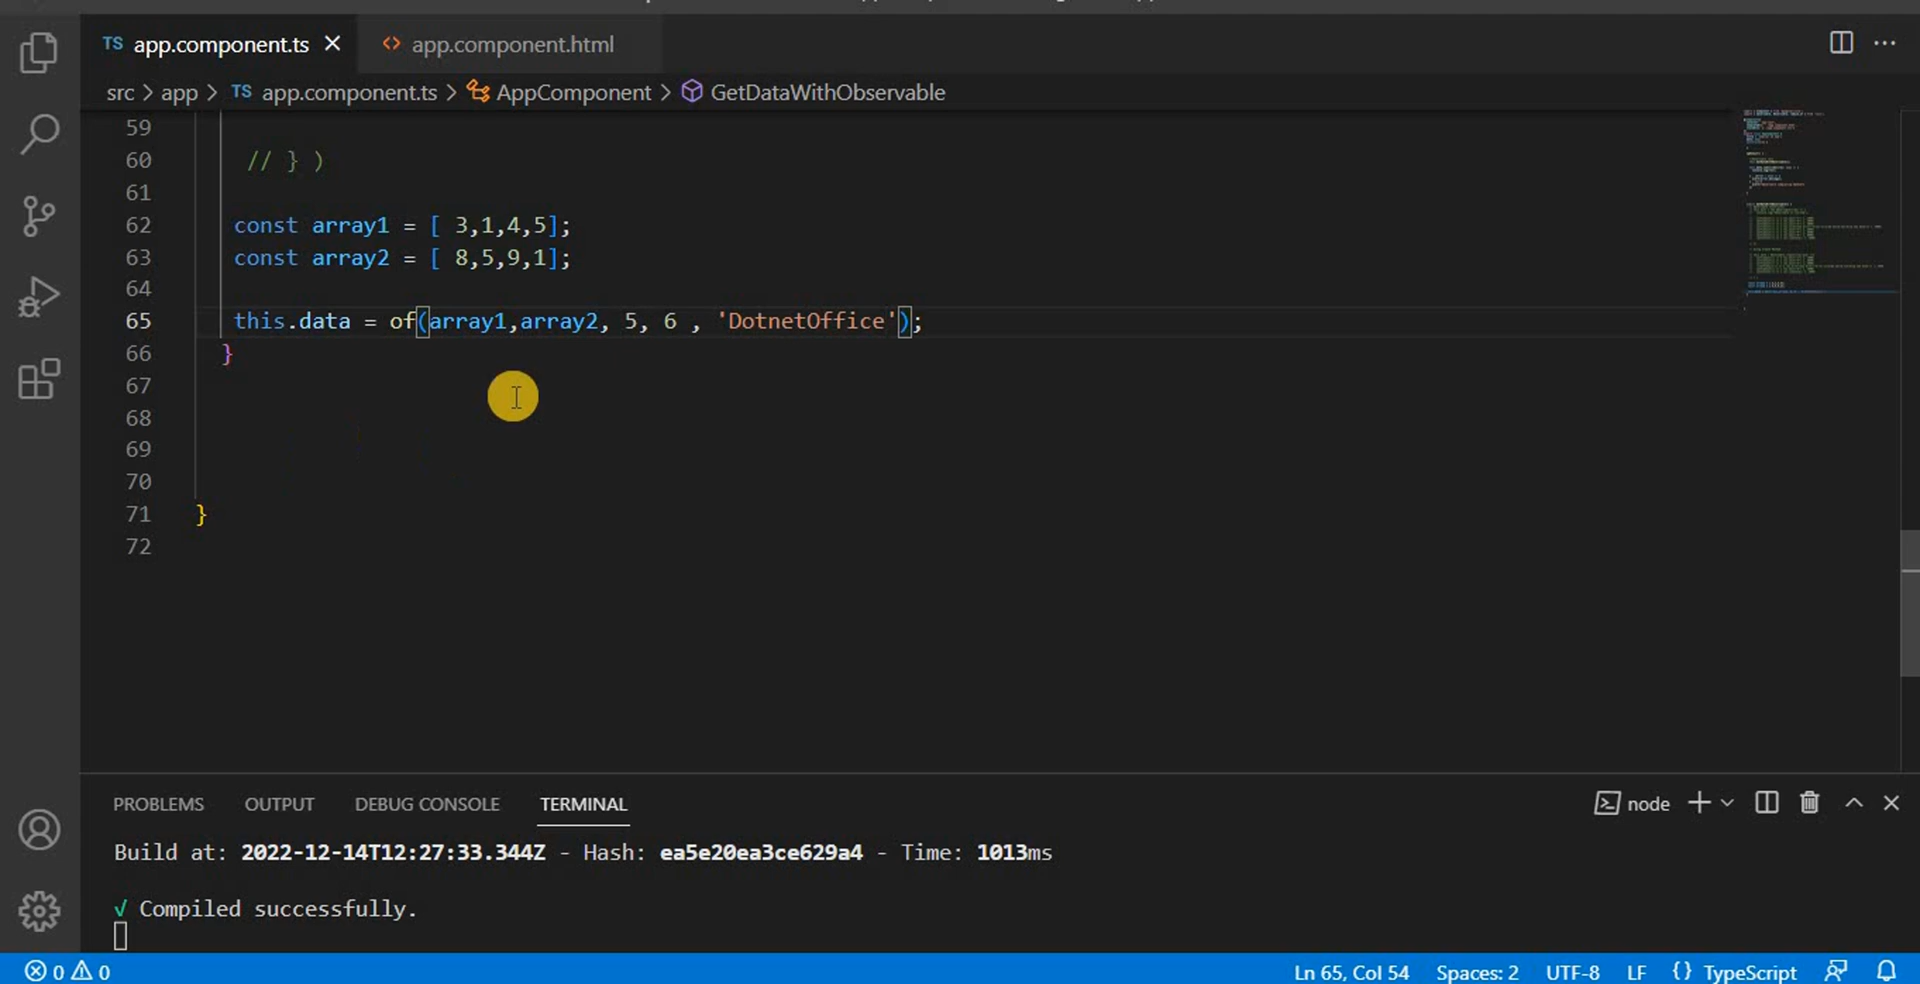 TS app.component.ts × <> app.component.html
src > app > TS app.component.ts > AppComponent > GetDataWithObservable
59
60 // } )
61
62 const array1 = [ 3,1,4,5];
63 const array2 = [ 8,5,9,1];
64
65 this.data = of(array1,array2, 5, 6 , 'DotnetOffice');
66 }
67
68
69
70
71 }
72
PROBLEMS OUTPUT DEBUG CONSOLE TERMINAL node
Build at: 2022-12-14T12:27:33.344Z - Hash: ea5e20ea3ce629a4 - Time: 1013ms
√ Compiled successfully.
0 0 Ln 65, Col 54 Spaces: 2 UTF-8 LF {} TypeScript